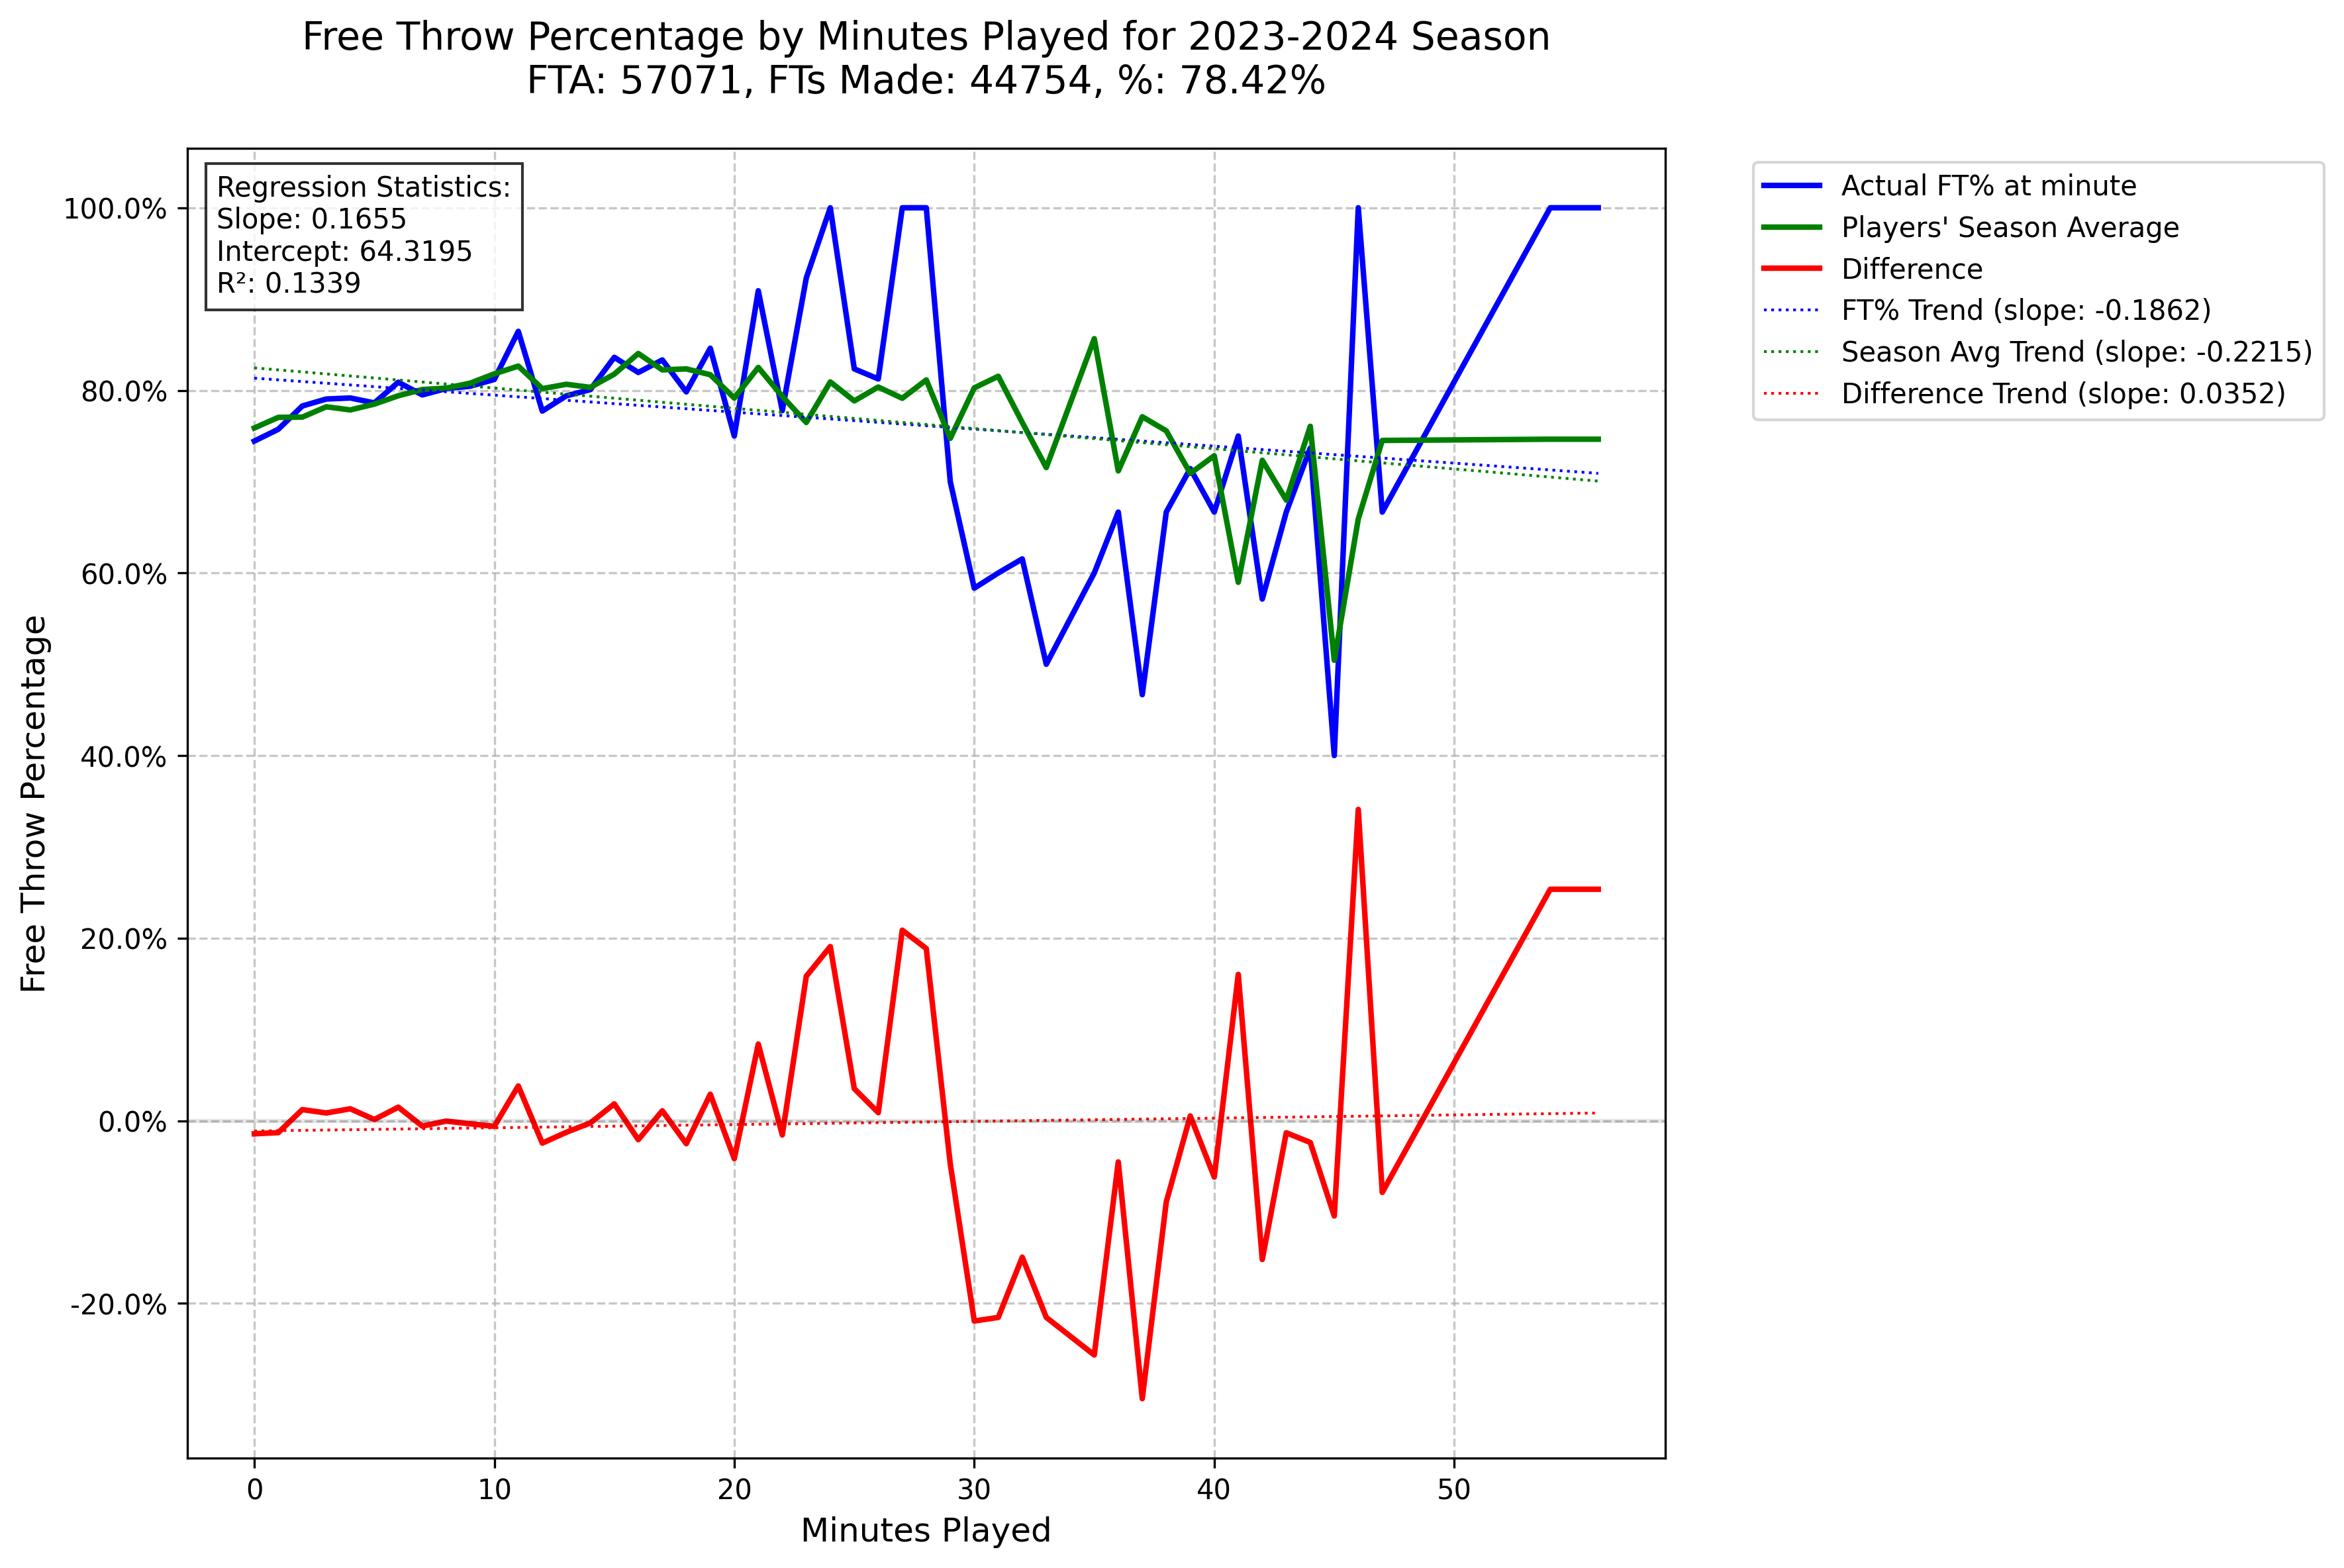 Free Throw Percentage by Minutes Played for 2023-2024 Season
FTA: 57071, FTs Made: 44754, %: 78.42%
Regression Statistics:
Slope: 0.1655
Intercept: 64.3195
R²: 0.1339
Actual FT% at minute
Players' Season Average
Difference
FT% Trend (slope: -0.1862)
Season Avg Trend (slope: -0.2215)
Difference Trend (slope: 0.0352)
Free Throw Percentage
100.0%
80.0%
60.0%
40.0%
20.0%
0.0%
-20.0%
0 10 20 30 40 50
Minutes Played